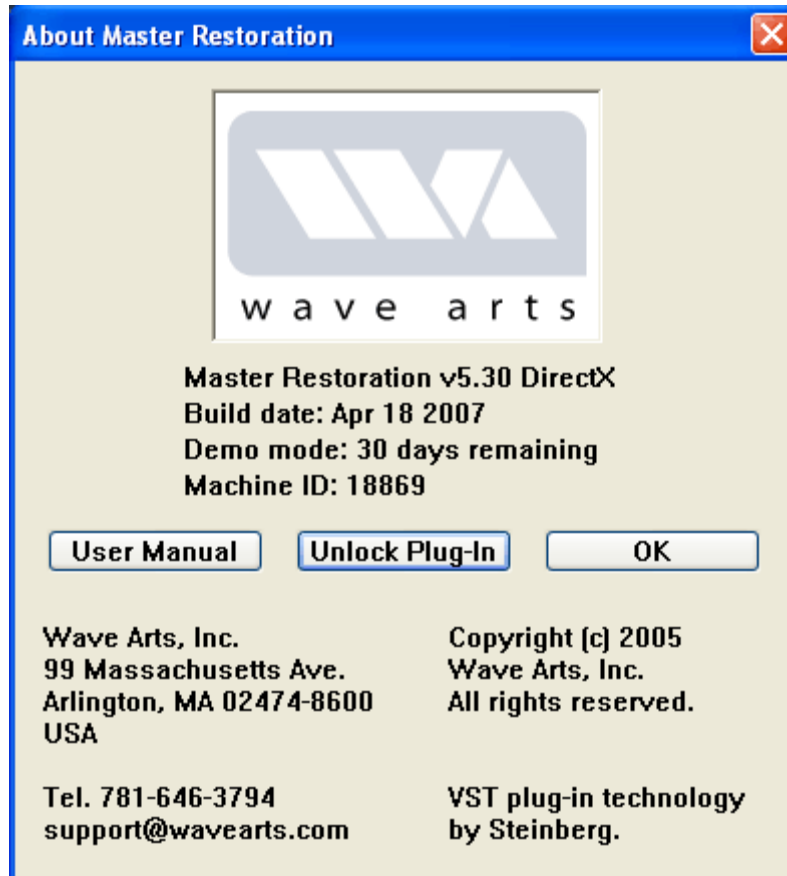 About Master Restoration
wave arts
Master Restoration v5.30 DirectX
Build date: Apr 18 2007
Demo mode: 30 days remaining
Machine ID: 18869
User Manual
Unlock Plug-In
OK
Wave Arts, Inc.
99 Massachusetts Ave.
Arlington, MA 02474-8600
USA
Tel. 781-646-3794
support@wavearts.com
Copyright (c) 2005
Wave Arts, Inc.
All rights reserved.
VST plug-in technology
by Steinberg.